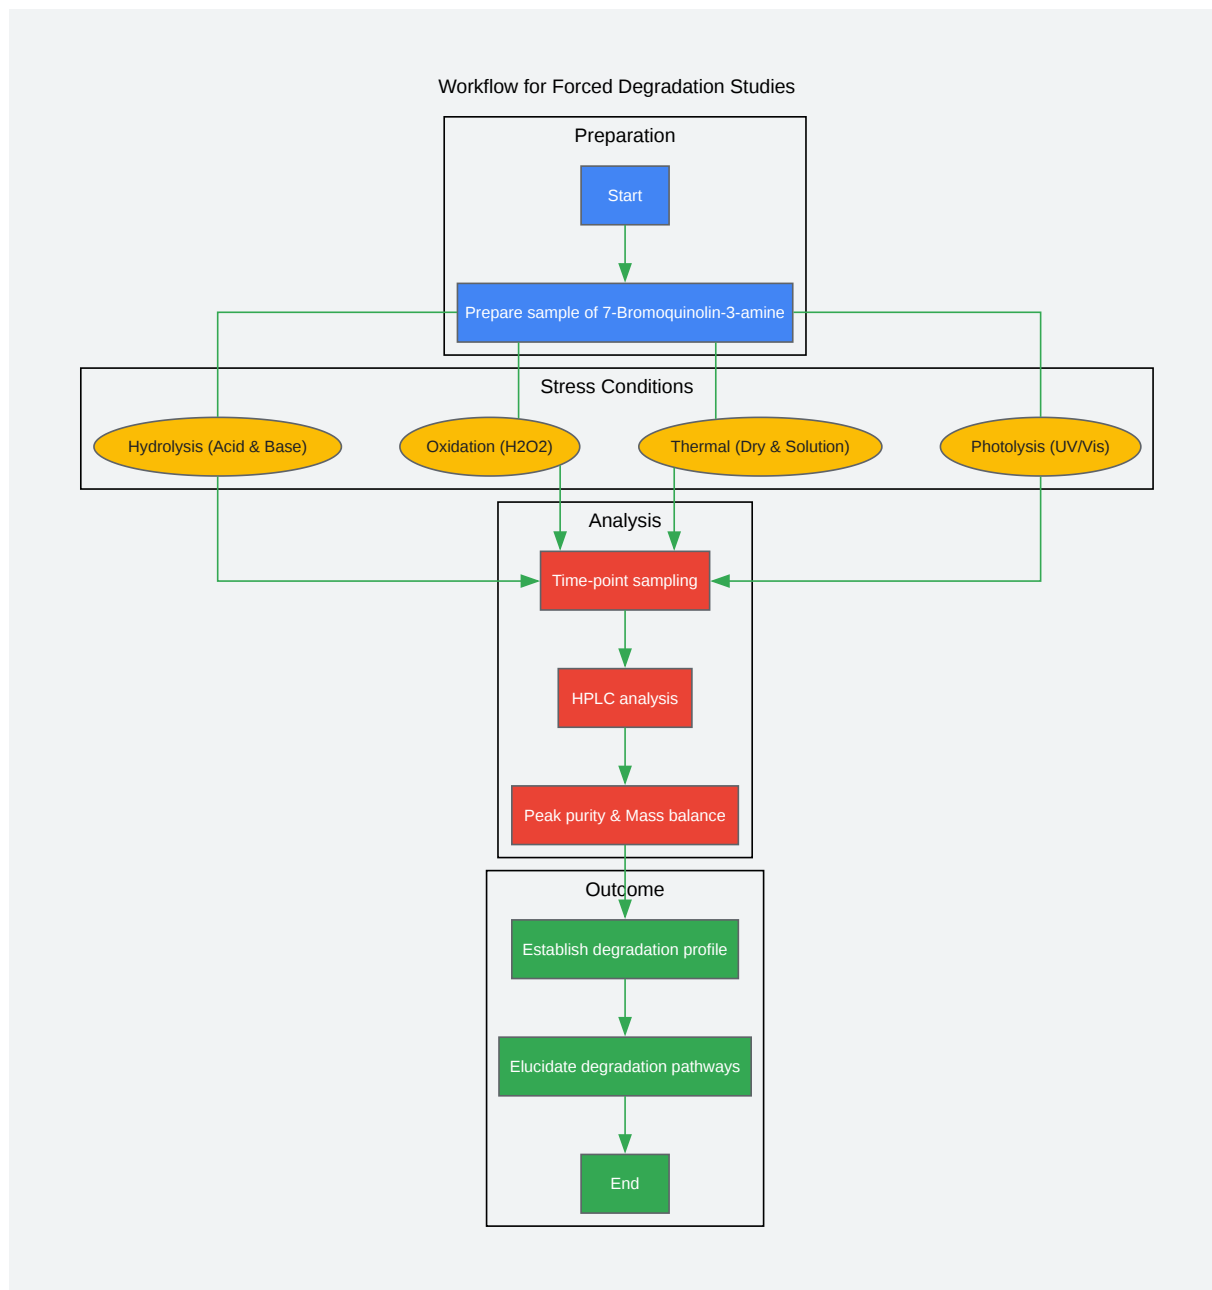 Workflow for Forced Degradation Studies
Preparation
Start
Prepare sample of 7-Bromoquinolin-3-amine
Stress Conditions
Hydrolysis (Acid & Base)
Oxidation (H2O2)
Thermal (Dry & Solution)
Photolysis (UV/Vis)
Analysis
Time-point sampling
HPLC analysis
Peak purity & Mass balance
Outcome
Establish degradation profile
Elucidate degradation pathways
End